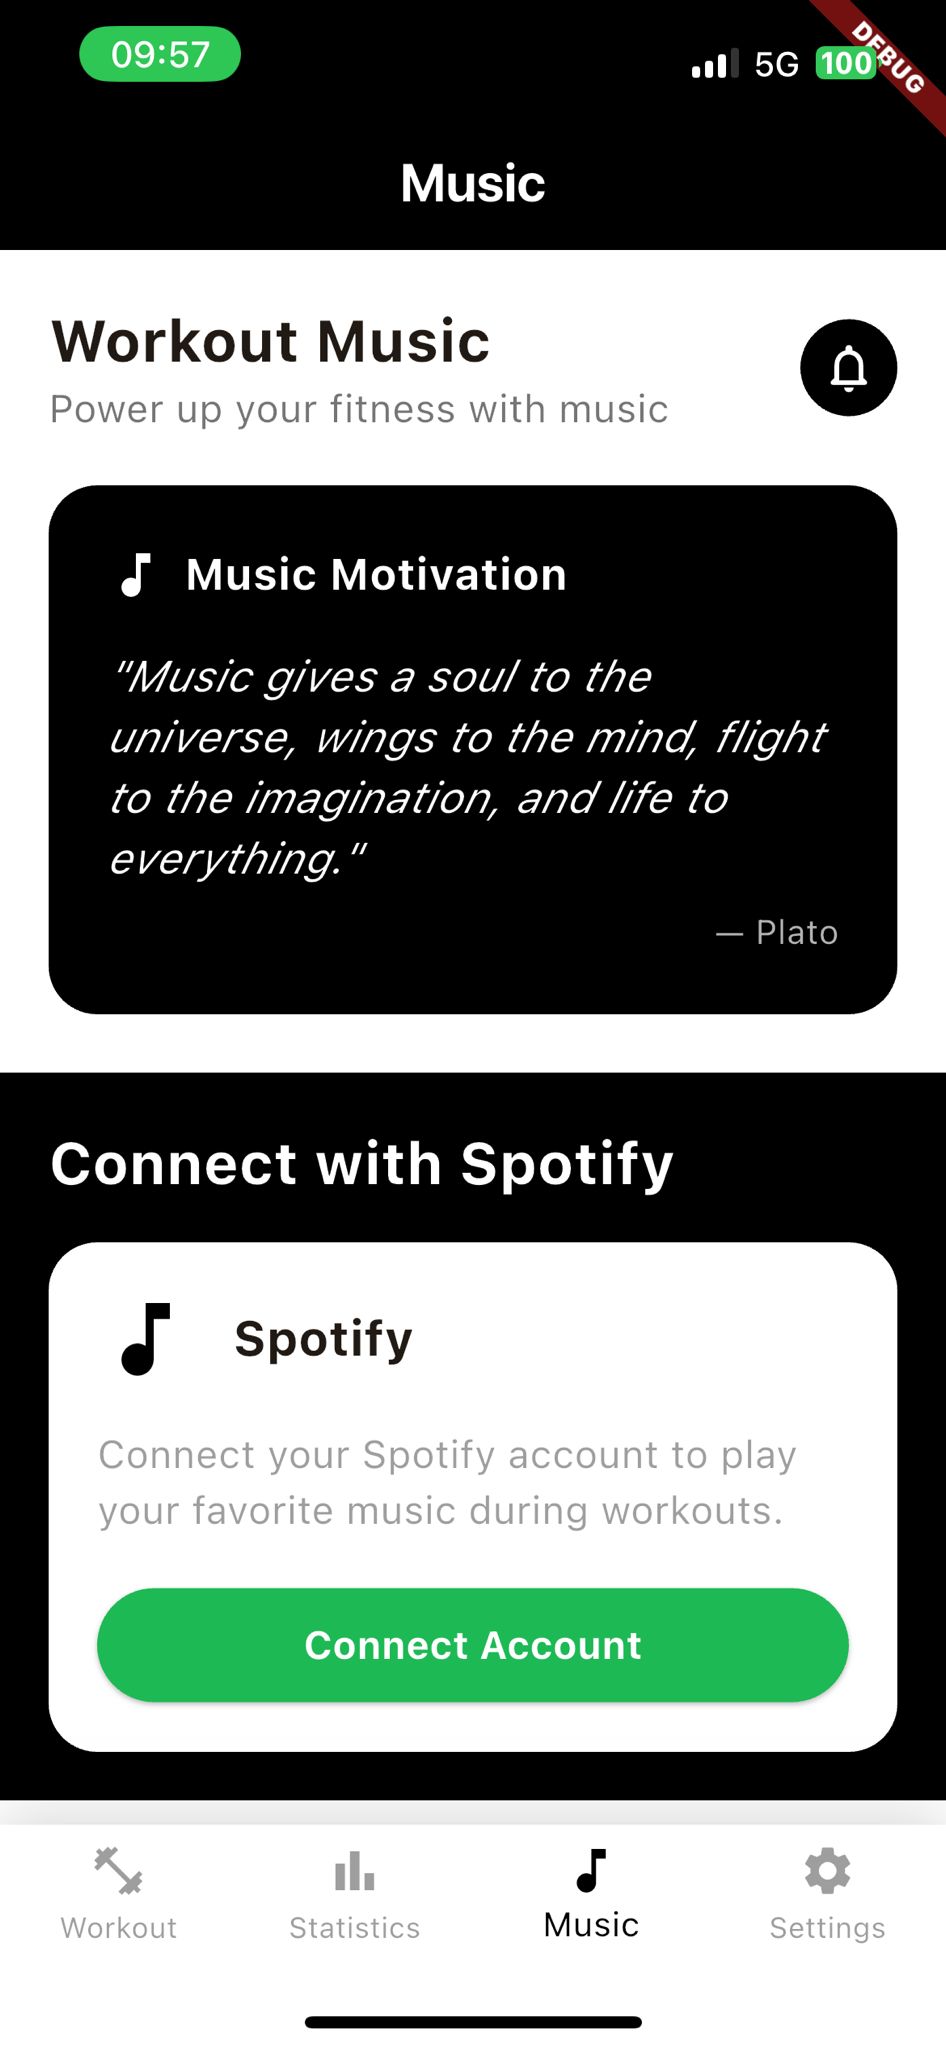 09:57
5G
100
DEBUG
Music
Workout Music
Power up your fitness with music
Music Motivation
"Music gives a soul to the
universe, wings to the mind, flight
to the imagination, and life to
everything."
— Plato
Connect with Spotify
Spotify
Connect your Spotify account to play
your favorite music during workouts.
Connect Account
Workout
Statistics
Music
Settings